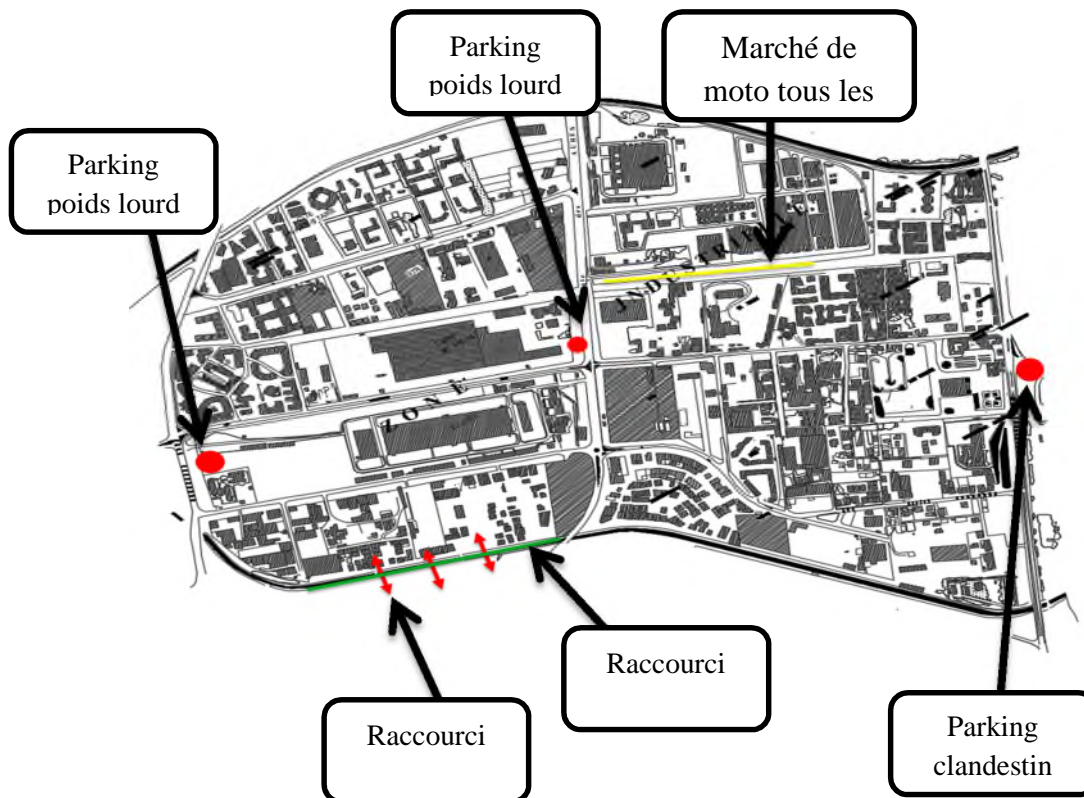 Parking
poids lourd
Marché de
moto tous les
Parking
poids lourd
ZONE
INDUSTRIELLE
Raccourci
Raccourci
Parking
clandestin